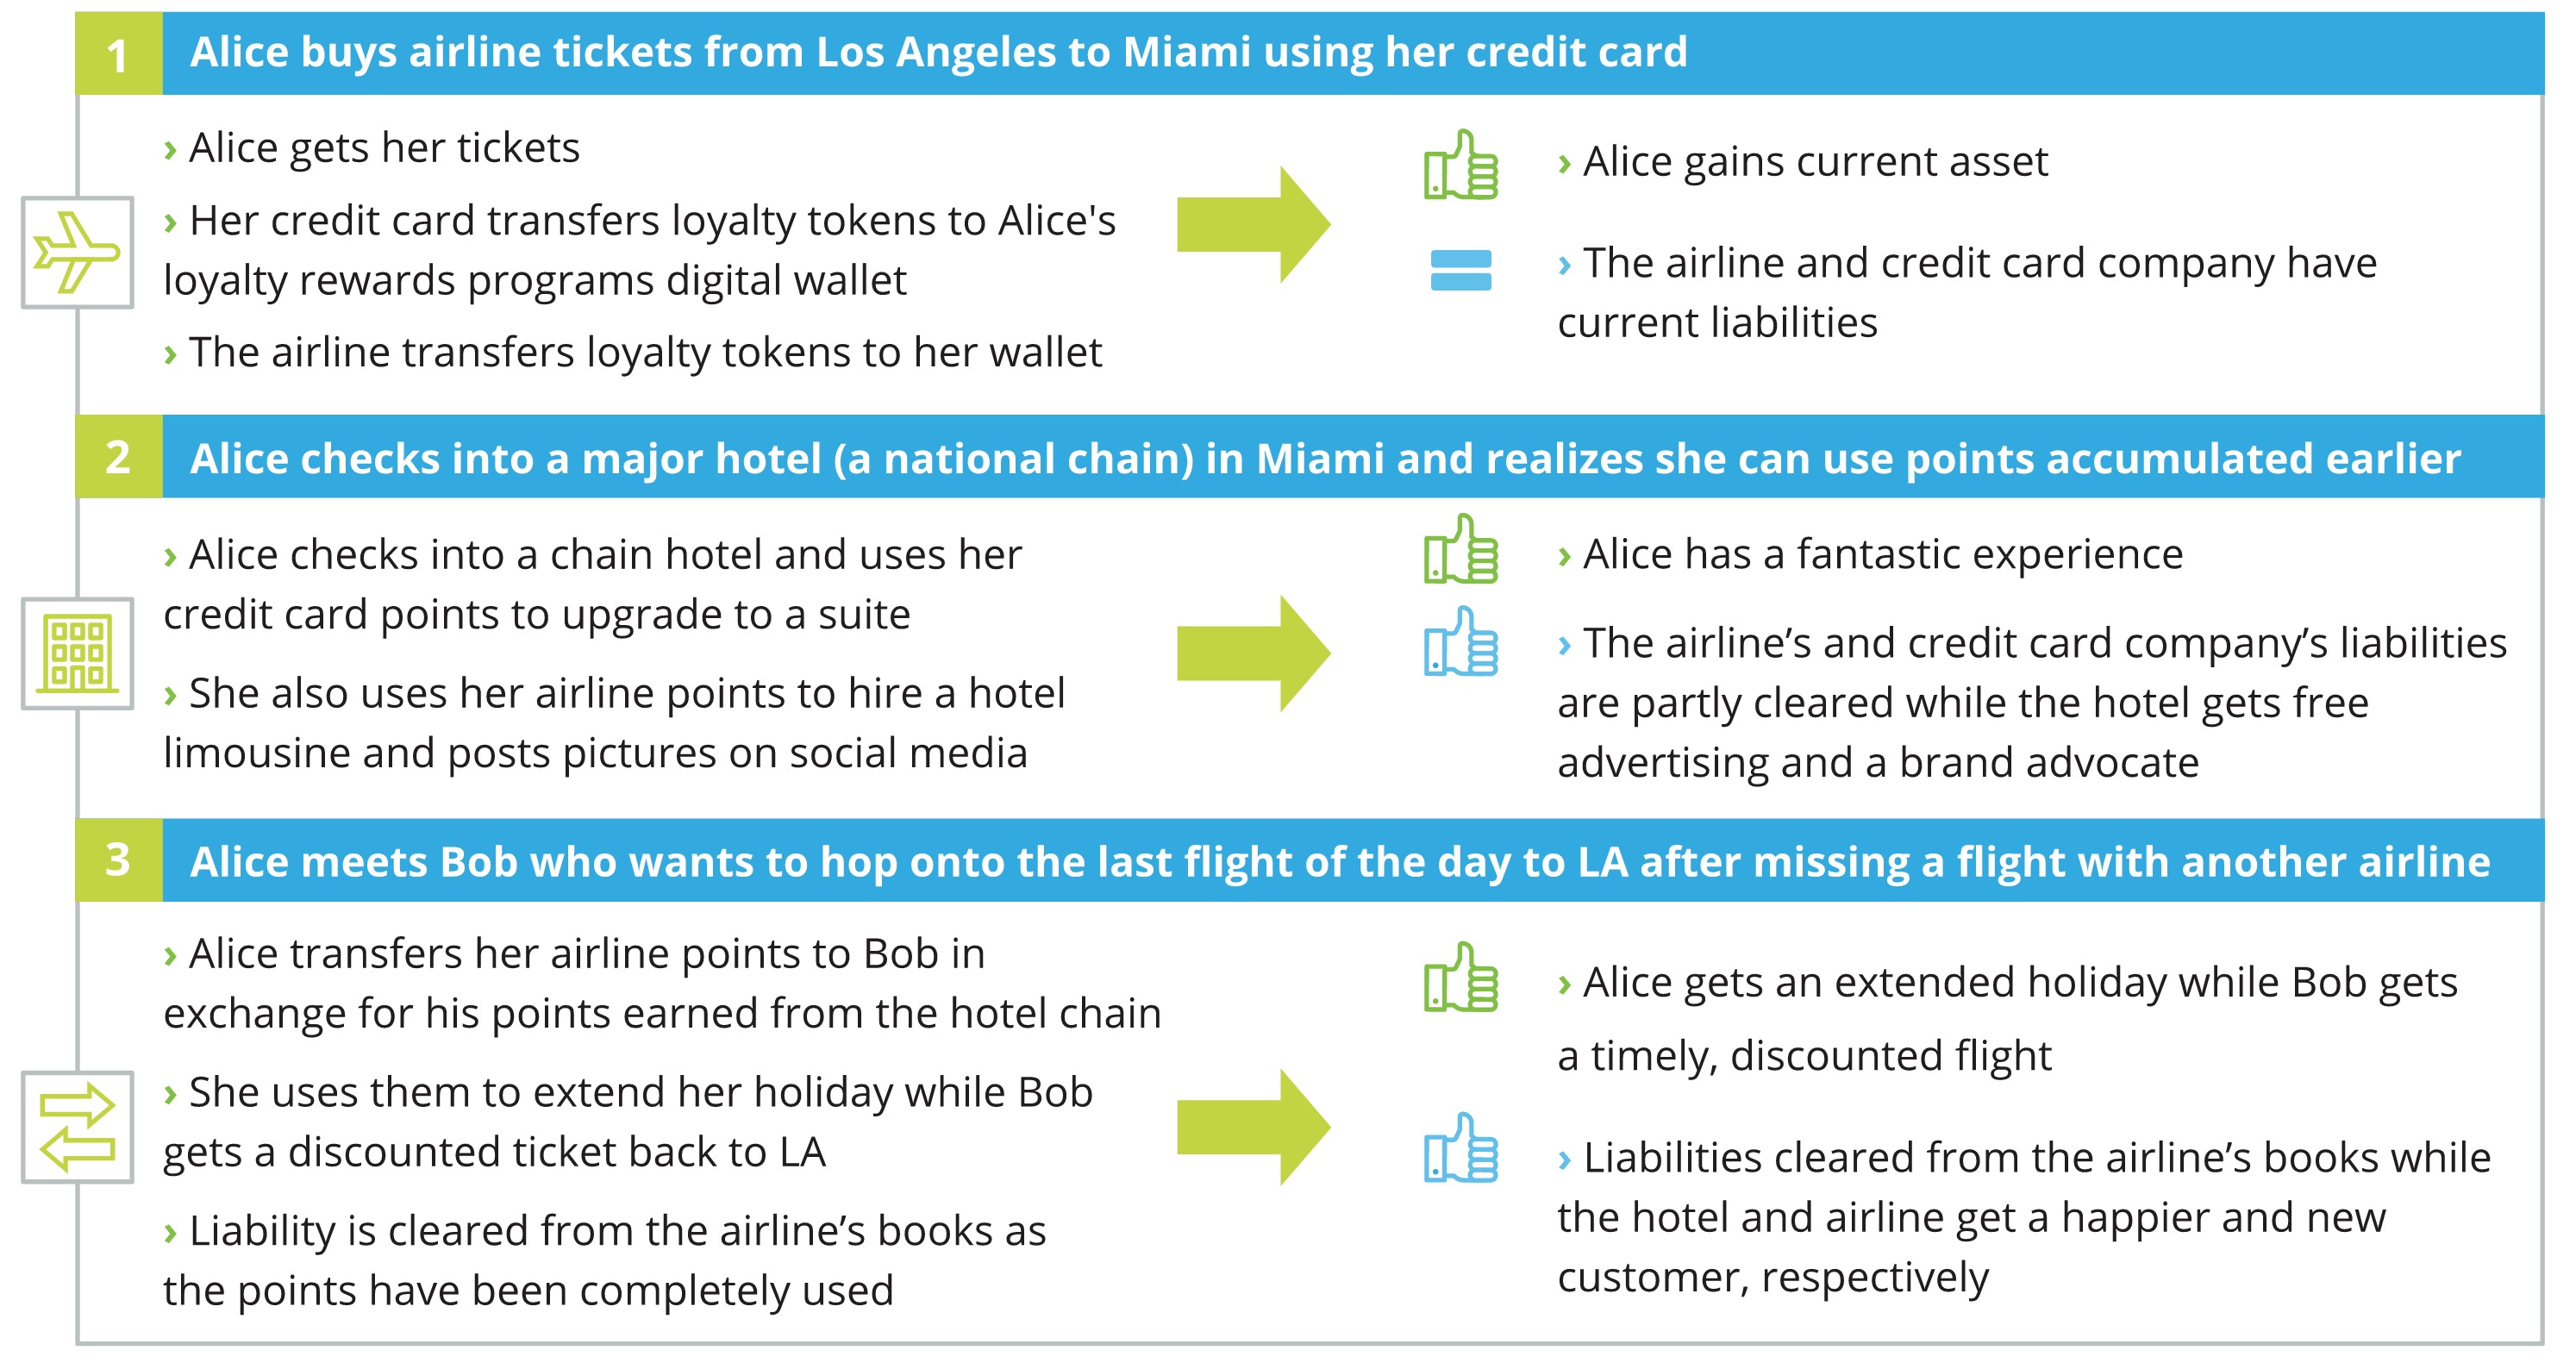 1
Alice buys airline tickets from Los Angeles to Miami using her credit card
› Alice gets her tickets
› Her credit card transfers loyalty tokens to Alice's
loyalty rewards programs digital wallet
› The airline transfers loyalty tokens to her wallet
› Alice gains current asset
› The airline and credit card company have
current liabilities
2
Alice checks into a major hotel (a national chain) in Miami and realizes she can use points accumulated earlier
› Alice checks into a chain hotel and uses her
credit card points to upgrade to a suite
› She also uses her airline points to hire a hotel
limousine and posts pictures on social media
› Alice has a fantastic experience
› The airline’s and credit card company’s liabilities
are partly cleared while the hotel gets free
advertising and a brand advocate
3
Alice meets Bob who wants to hop onto the last flight of the day to LA after missing a flight with another airline
› Alice transfers her airline points to Bob in
exchange for his points earned from the hotel chain
› She uses them to extend her holiday while Bob
gets a discounted ticket back to LA
› Liability is cleared from the airline’s books as
the points have been completely used
› Alice gets an extended holiday while Bob gets
a timely, discounted flight
› Liabilities cleared from the airline’s books while
the hotel and airline get a happier and new
customer, respectively